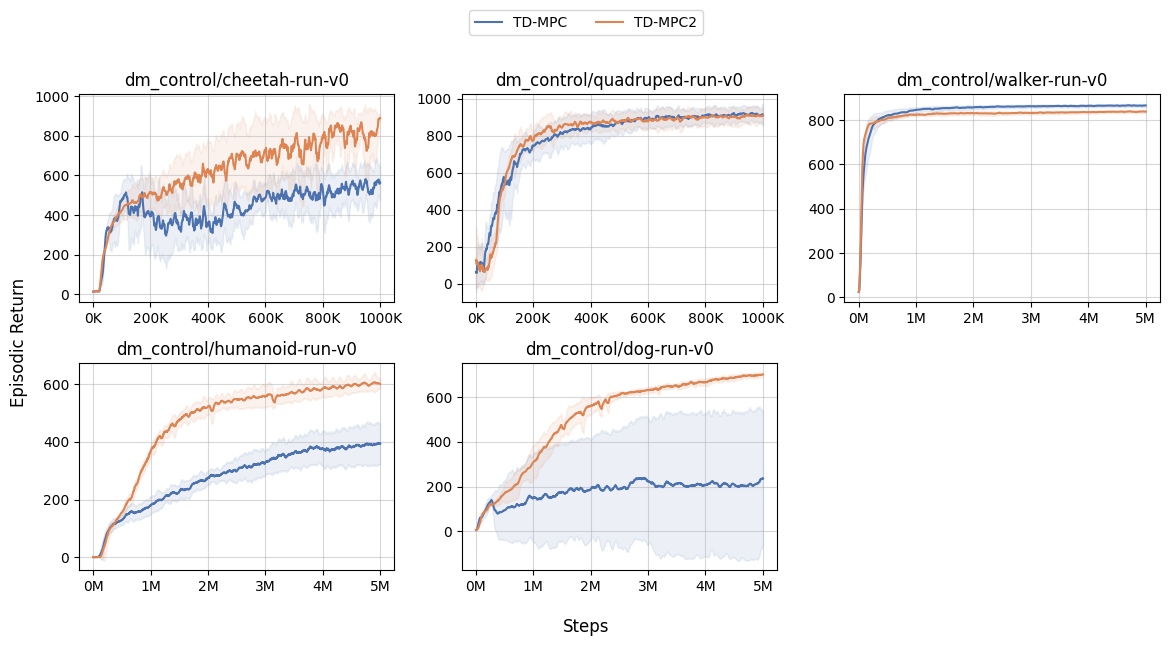 TD-MPC TD-MPC2
dm_control/cheetah-run-v0
1000
800
600
400
200
0
0K 200K 400K 600K 800K 1000K
dm_control/quadruped-run-v0
1000
800
600
400
200
0
0K 200K 400K 600K 800K 1000K
dm_control/walker-run-v0
800
600
400
200
0
0M 1M 2M 3M 4M 5M
dm_control/humanoid-run-v0
600
400
200
0
0M 1M 2M 3M 4M 5M
dm_control/dog-run-v0
600
400
200
0
0M 1M 2M 3M 4M 5M
Episodic Return
Steps